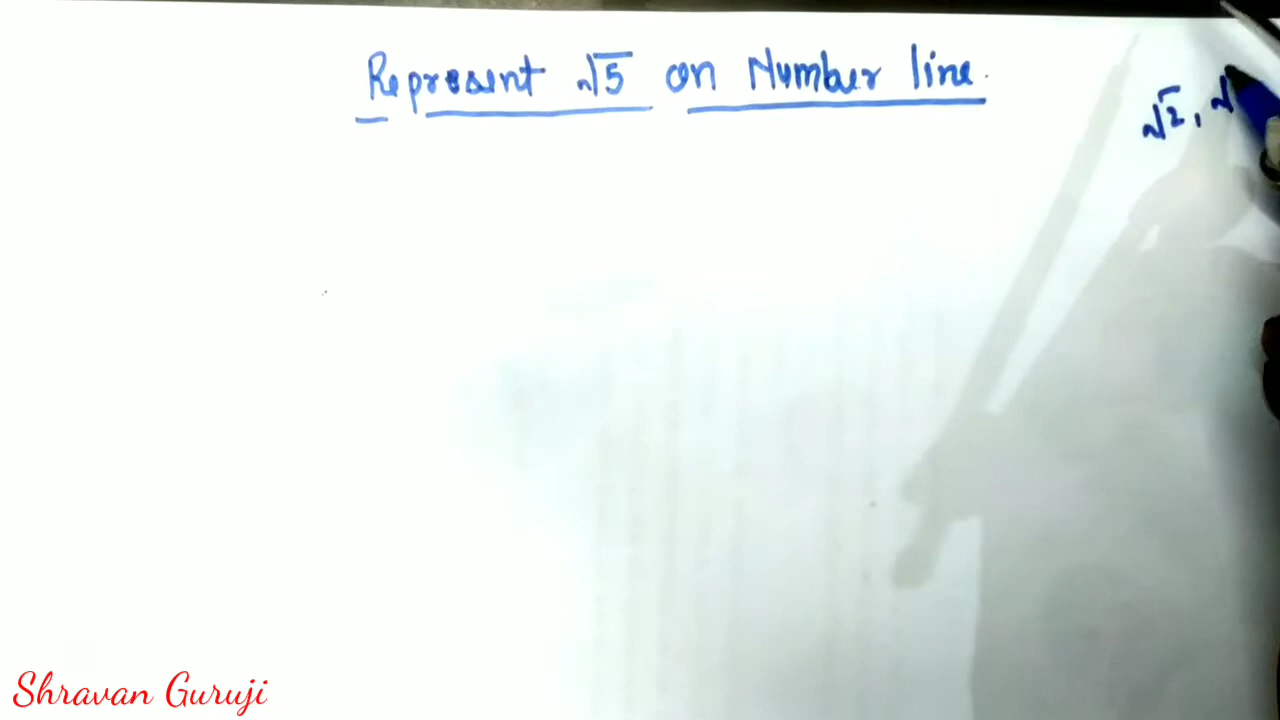 Represent √5 on Number line.
√2, √
Shravan Guruji